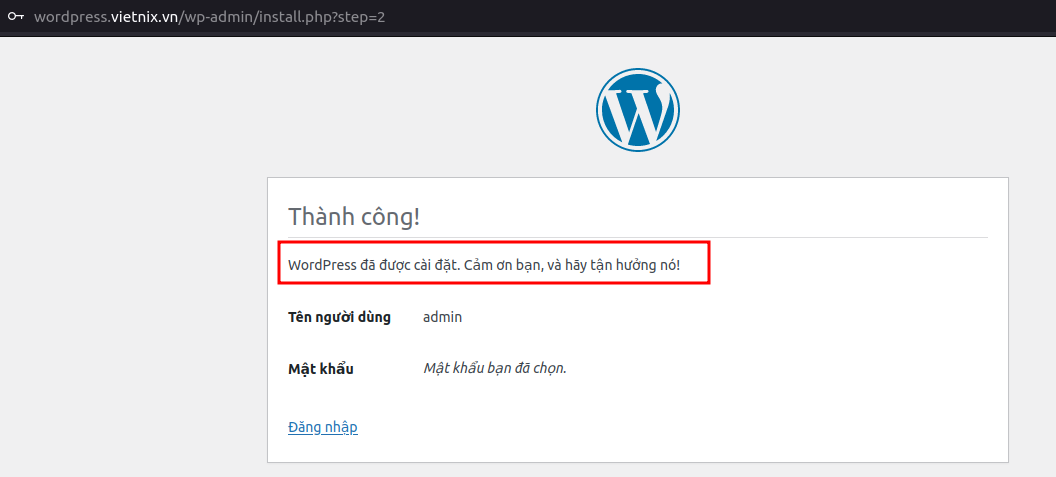 wordpress.vietnix.vn/wp-admin/install.php?step=2
Thành công!
WordPress đã được cài đặt. Cảm ơn bạn, và hãy tận hưởng nó!
Tên người dùng admin
Mật khẩu Mật khẩu bạn đã chọn.
Đăng nhập